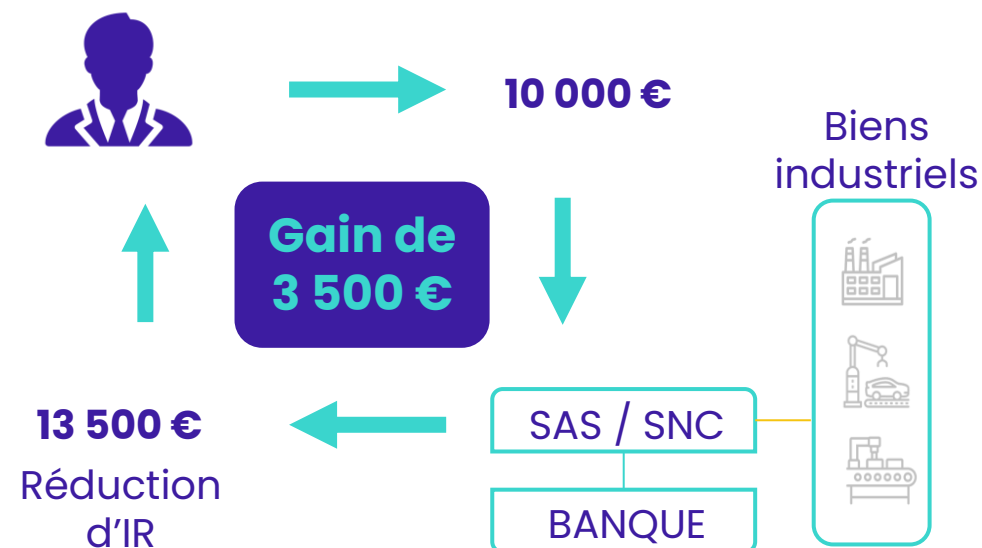 10 000 €
Biens
industriels
Gain de
3 500 €
13 500 €
Réduction
d’IR
SAS / SNC
BANQUE